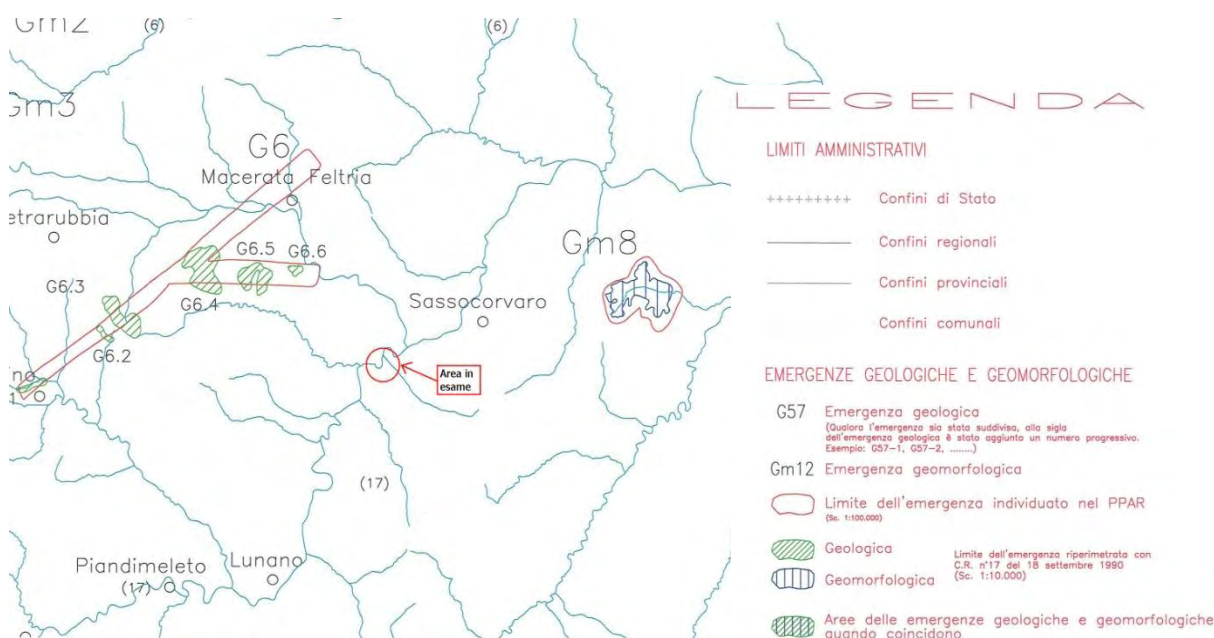 Gm2
(6)
(6)
Gm3
G6
Macerata Feltria
etrarubbia
G6.5
G6.6
Gm8
G6.3
G6.4
Sassocorvaro
G6.2
Area in
esame
no
1
(17)
Piandimeleto
(17)
Lunano
LEGENDA
LIMITI AMMINISTRATIVI
Confini di Stato
Confini regionali
Confini provinciali
Confini comunali
EMERGENZE GEOLOGICHE E GEOMORFOLOGICHE
G57 Emergenza geologica
(Qualora l'emergenza sia stata suddivisa, alla sigla
dell'emergenza geologica è stato aggiunto un numero progressivo.
Esempio: G57-1, G57-2, ........)
Gm12 Emergenza geomorfologica
Limite dell'emergenza individuato nel PPAR
(Sc. 1:100.000)
Geologica
Geomorfologica
Limite dell'emergenza riperimetrata con
C.R. n°17 del 18 settembre 1990
(Sc. 1:10.000)
Aree delle emergenze geologiche e geomorfologiche
quando coincidono